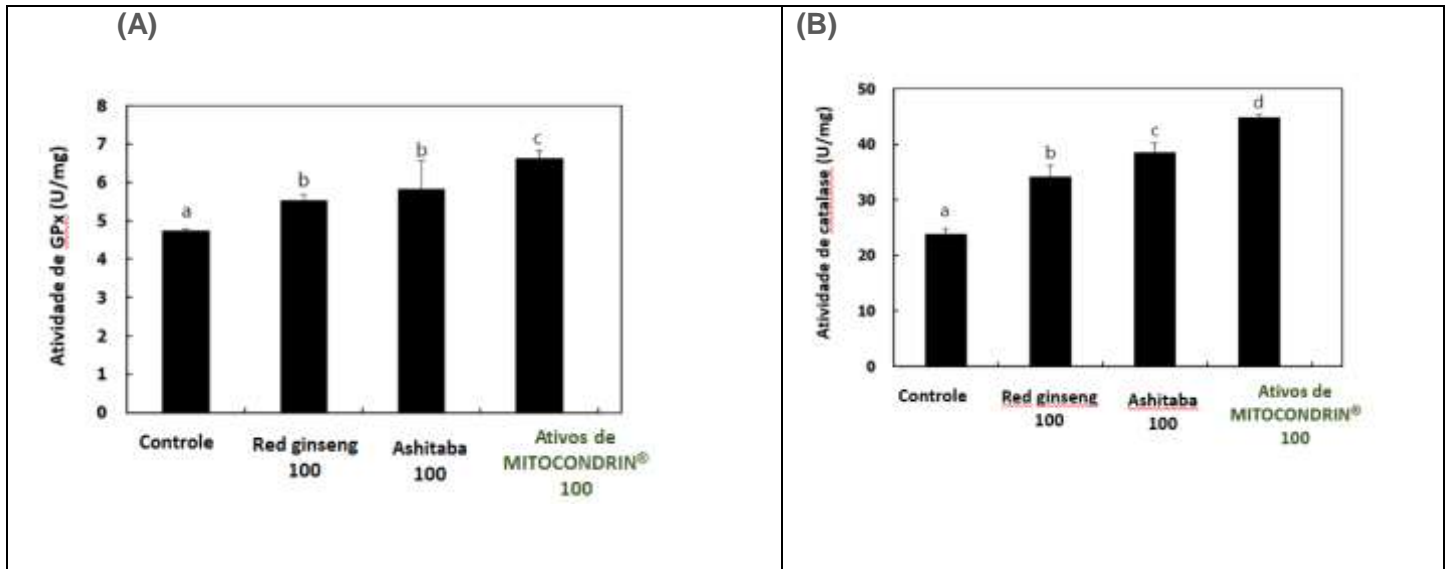 (A)
Atividade de GPx (U/mg)
8
7
6
5
4
3
2
1
0
a
b
b
c
Controle
Red ginseng
100
Ashitaba
100
Ativos de
MITOCONDRIN®
100
(B)
Atividade de catalase (U/mg)
50
40
30
20
10
0
a
b
c
d
Controle
Red ginseng
100
Ashitaba
100
Ativos de
MITOCONDRIN®
100